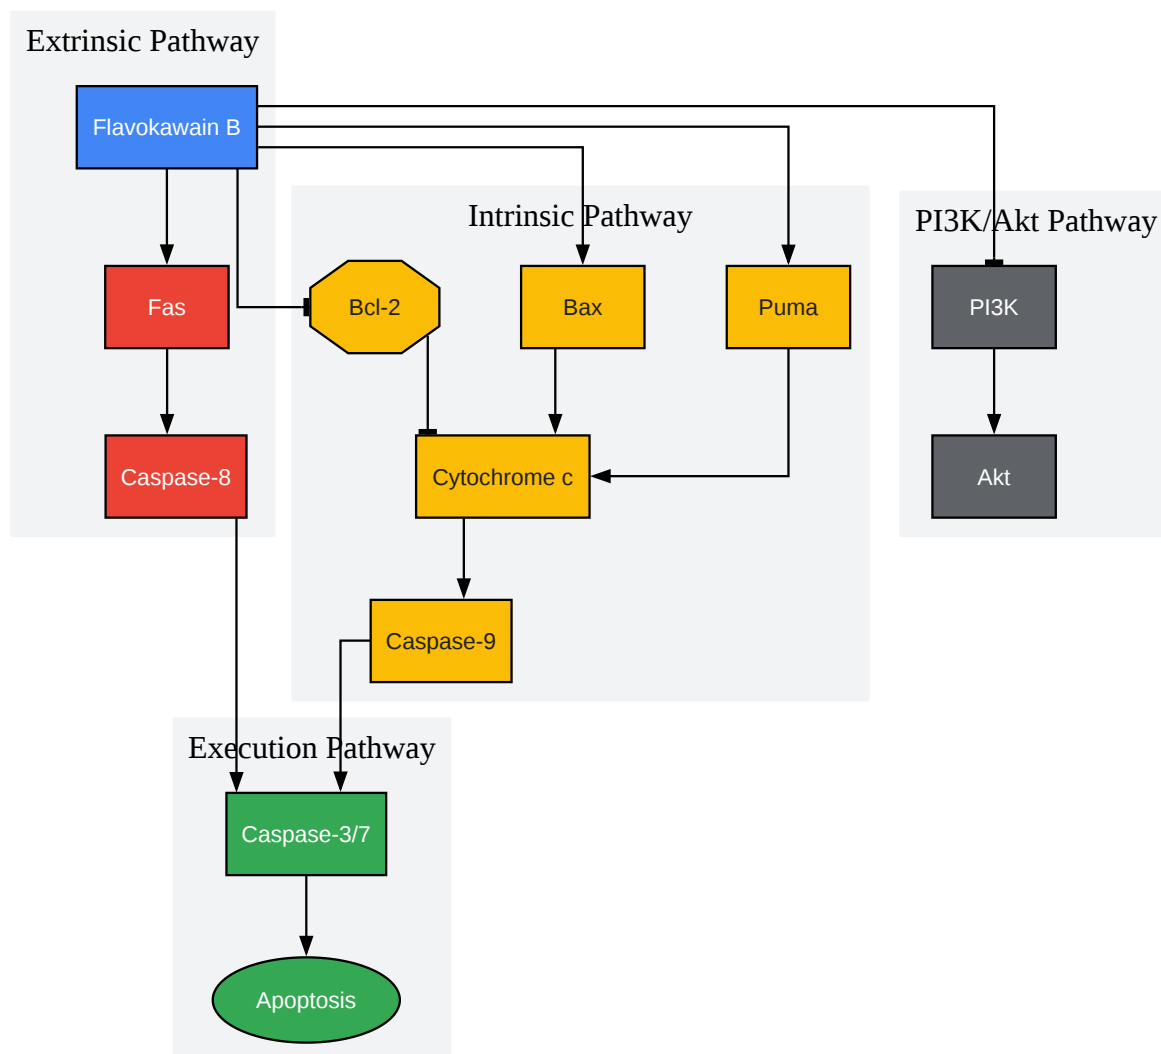 Extrinsic Pathway
Flavokawain B
Intrinsic Pathway
PI3K/Akt Pathway
Fas
Bcl-2
Bax
Puma
PI3K
Caspase-8
Cytochrome c
Akt
Caspase-9
Execution Pathway
Caspase-3/7
Apoptosis